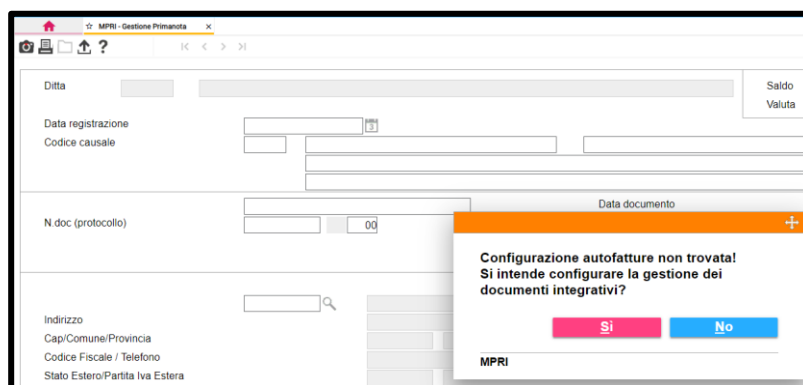 MPRI - Gestione Primanota
Ditta
Saldo
Valuta
Data registrazione
3
Codice causale
Data documento
N.doc (protocollo)
00
Configurazione autofatture non trovata!
Si intende configurare la gestione dei
documenti integrativi?
Sì
No
MPRI
Indirizzo
Cap/Comune/Provincia
Codice Fiscale / Telefono
Stato Estero/Partita Iva Estera